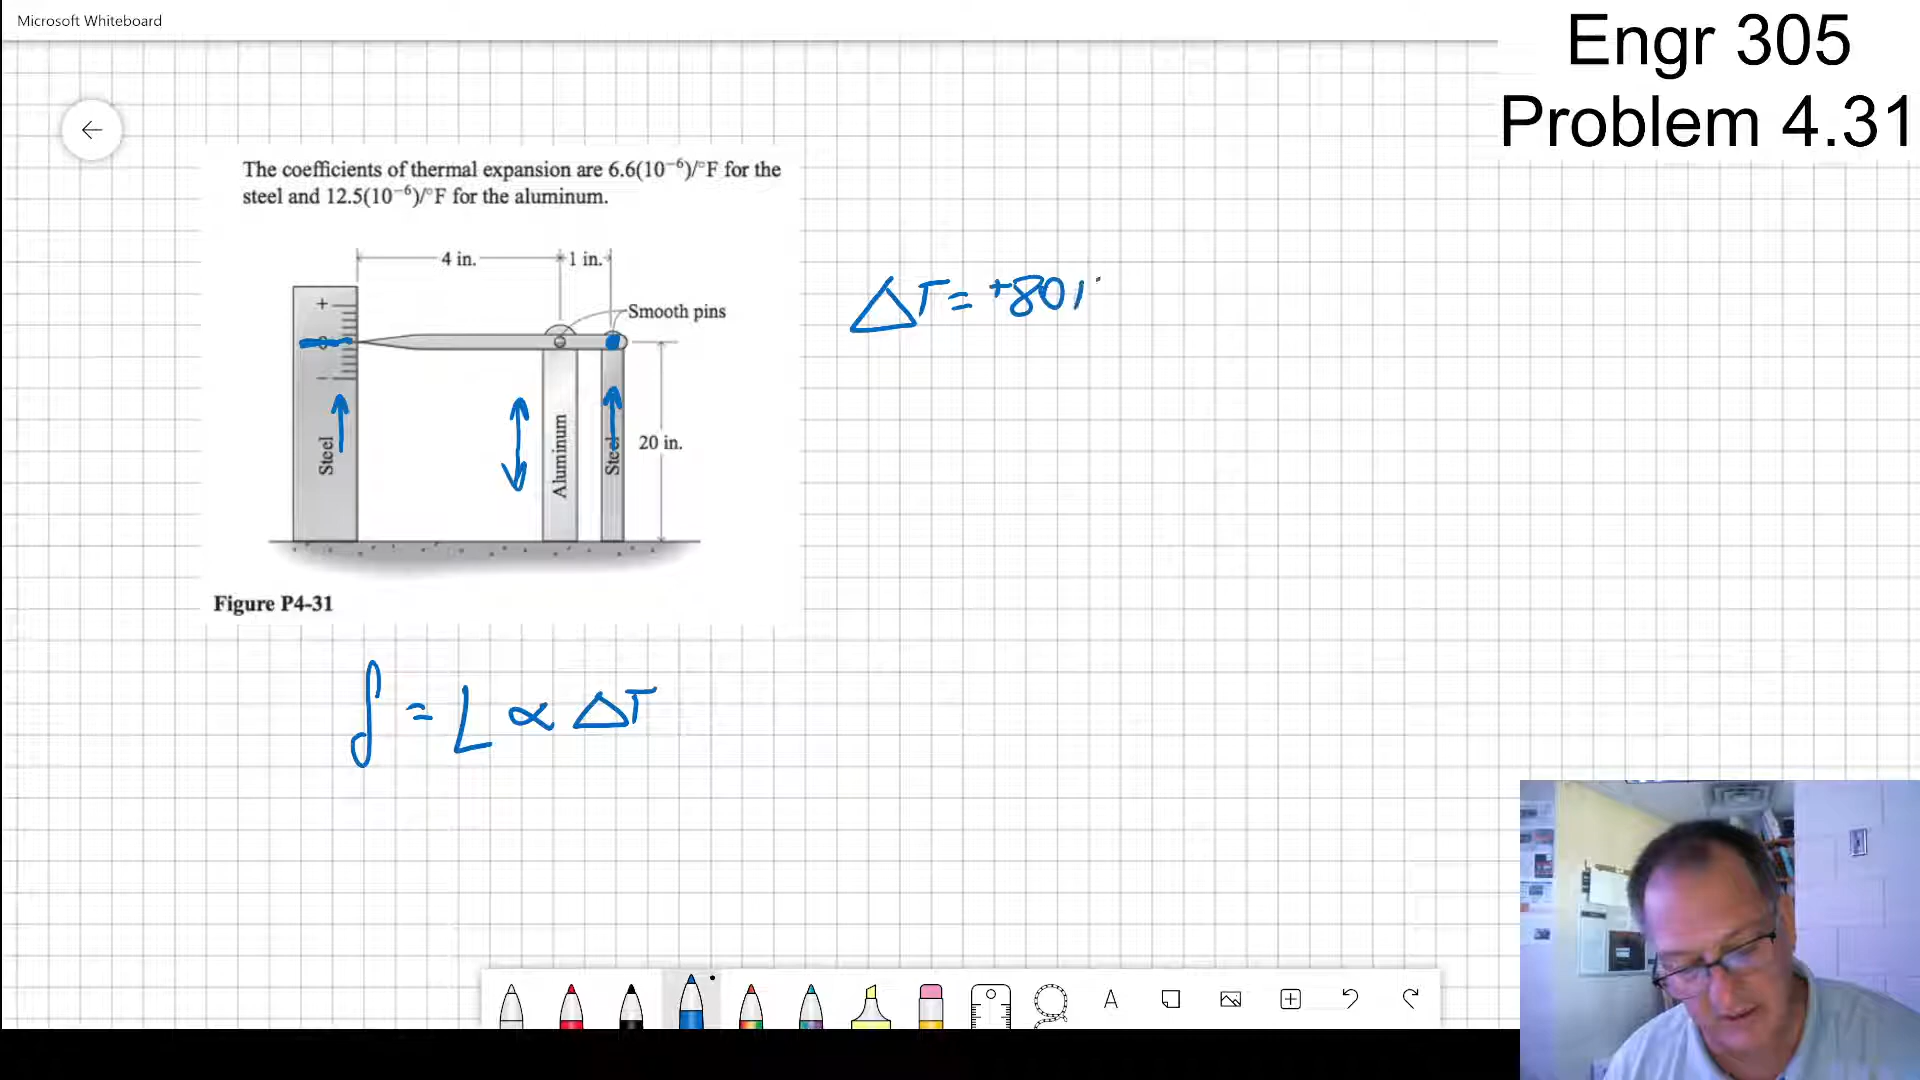 Microsoft Whiteboard
Engr 305
Problem 4.31
The coefficients of thermal expansion are 6.6(10⁻⁶)/°F for the
steel and 12.5(10⁻⁶)/°F for the aluminum.
4 in.
1 in.
Smooth pins
+
0
−
Steel
Aluminum
Steel
20 in.
Figure P4-31
ΔT = +80
δ = L α ΔT
A